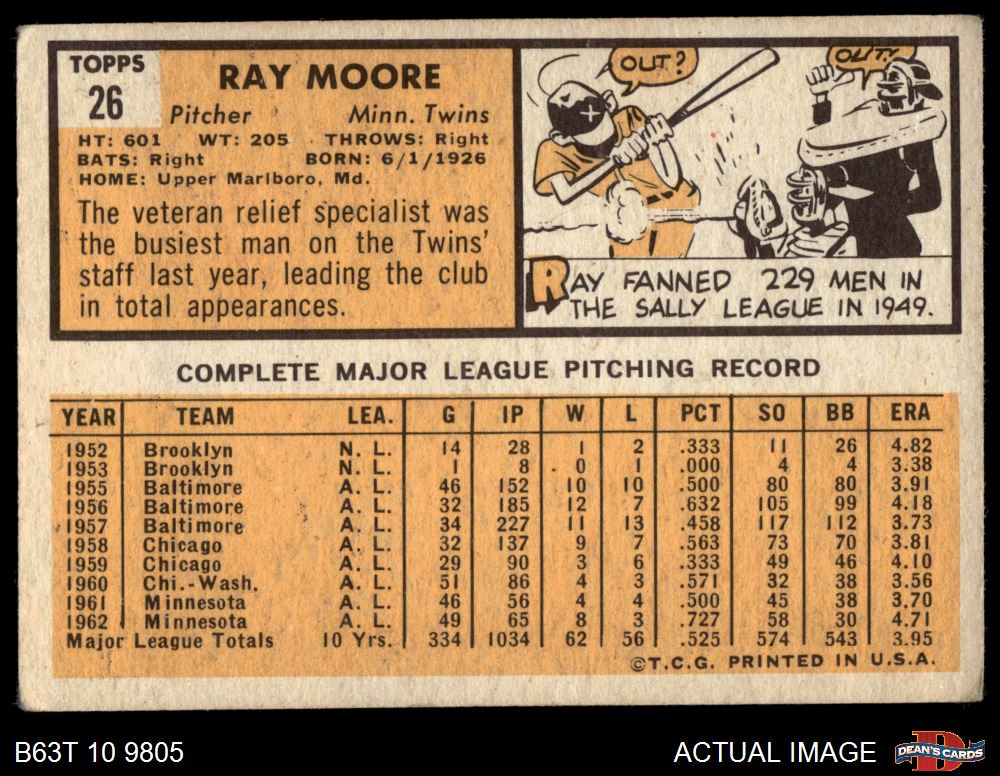 TOPPS
26
RAY MOORE
Pitcher Minn. Twins
HT: 601 WT: 205 THROWS: Right
BATS: Right BORN: 6/1/1926
HOME: Upper Marlboro, Md.
The veteran relief specialist was
the busiest man on the Twins'
staff last year, leading the club
in total appearances.
OUT?
OUT!
RAY FANNED 229 MEN IN
THE SALLY LEAGUE IN 1949.
COMPLETE MAJOR LEAGUE PITCHING RECORD
YEAR TEAM LEA. G IP W L PCT SO BB ERA
1952 Brooklyn N. L. 14 28 1 2 .333 11 26 4.82
1953 Brooklyn N. L. 1 8 0 1 .000 4 4 3.38
1955 Baltimore A. L. 46 152 10 10 .500 80 80 3.91
1956 Baltimore A. L. 32 185 12 7 .632 105 99 4.18
1957 Baltimore A. L. 34 227 11 13 .458 117 112 3.73
1958 Chicago A. L. 32 137 9 7 .563 73 70 3.81
1959 Chicago A. L. 29 90 3 6 .333 49 46 4.10
1960 Chi.-Wash. A. L. 51 86 4 3 .571 32 38 3.56
1961 Minnesota A. L. 46 56 4 4 .500 45 38 3.70
1962 Minnesota A. L. 49 65 8 3 .727 58 30 4.71
Major League Totals 10 Yrs. 334 1034 62 56 .525 574 543 3.95
©T.C.G. PRINTED IN U.S.A.
B63T 10 9805 ACTUAL IMAGE DEAN'S CARDS